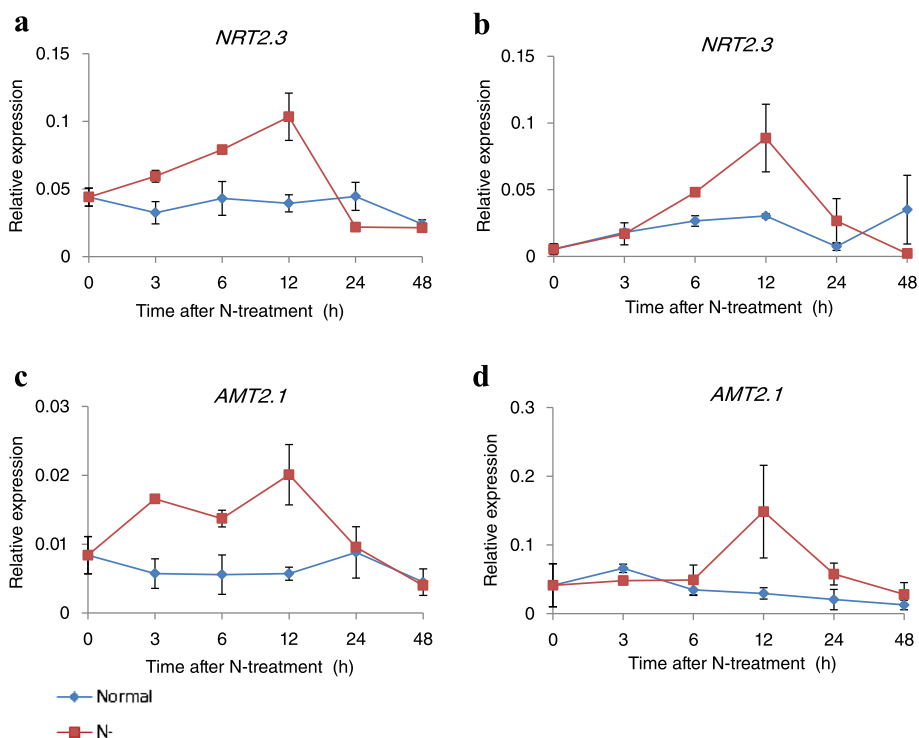 a
NRT2.3
0.15
0.1
0.05
0
Relative expression
0 3 6 12 24 48
Time after N-treatment (h)
b
NRT2.3
0.15
0.1
0.05
0
Relative expression
0 3 6 12 24 48
Time after N-treatment (h)
c
AMT2.1
0.03
0.02
0.01
0
Relative expression
0 3 6 12 24 48
Time after N-treatment (h)
d
AMT2.1
0.3
0.2
0.1
0
Relative expression
0 3 6 12 24 48
Time after N-treatment (h)
Normal
N-